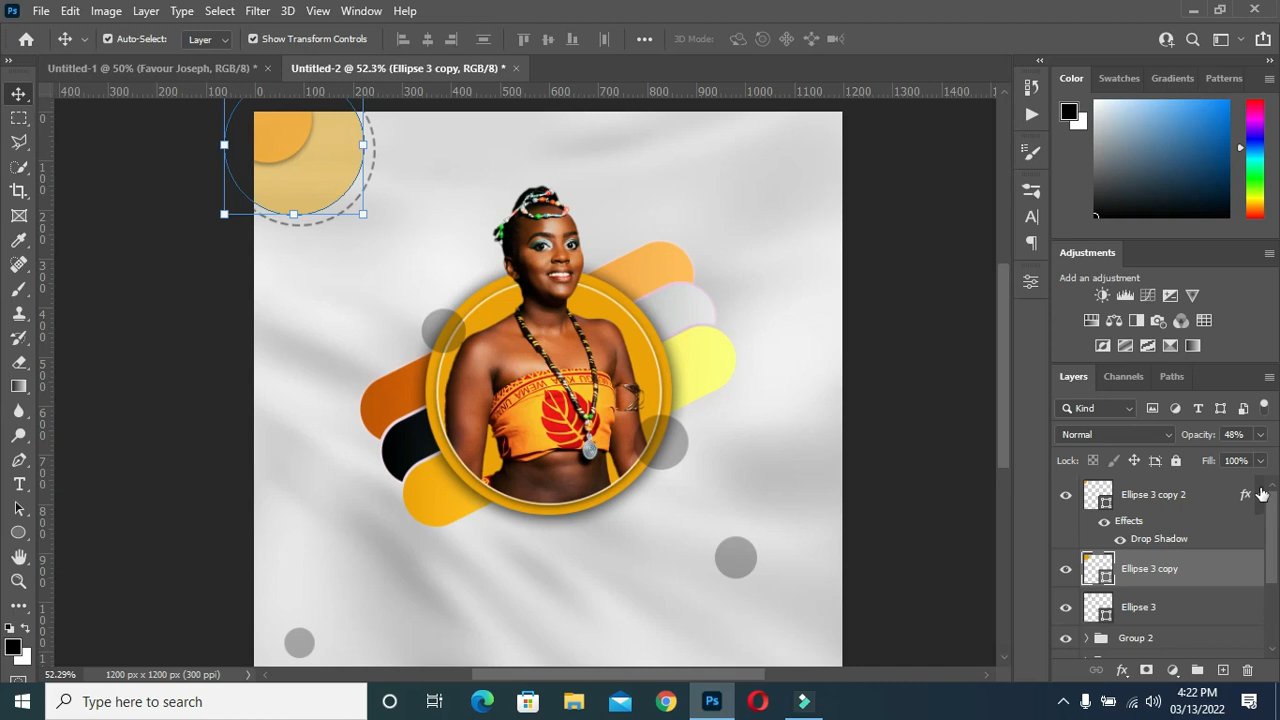 Ps File Edit Image Layer Type Select Filter 3D View Window Help
Auto-Select: Layer Show Transform Controls 3D Mode:
Untitled-1 @ 50% (Favour Joseph, RGB/8) * × Untitled-2 @ 52.3% (Ellipse 3 copy, RGB/8) * ×
400 300 200 100 0 100 200 300 400 500 600 700 800 900 1000 1100 1200 1300 1400
Color Swatches Gradients Patterns
Adjustments
Add an adjustment
Layers Channels Paths
Kind
Normal Opacity: 48%
Lock: Fill: 100%
Ellipse 3 copy 2 fx
Effects
Drop Shadow
Ellipse 3 copy
Ellipse 3
Group 2
52.29% 1200 px x 1200 px (300 ppi)
Type here to search
Ps
4:22 PM
03/13/2022